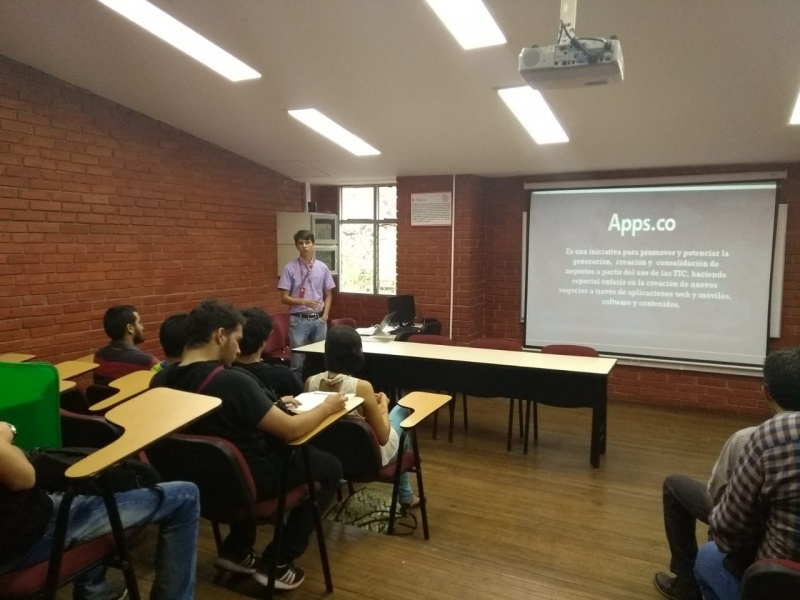 Apps.co
Es una iniciativa para promover y potenciar la
generación, creación y consolidación de
negocios a partir del uso de las TIC, haciendo
especial énfasis en la creación de nuevos
negocios a través de aplicaciones web y móviles,
software y contenidos.